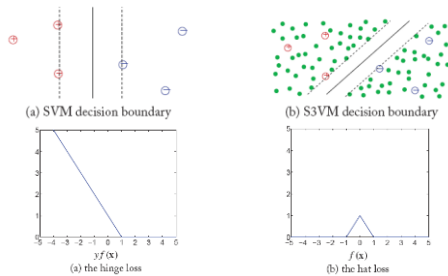 (a) SVM decision boundary
(b) S3VM decision boundary
5
4
3
2
1
0
-5 -4 -3 -2 -1 0 1 2 3 4 5
yf(x)
(a) the hinge loss
5
4
3
2
1
0
-5 -4 -3 -2 -1 0 1 2 3 4 5
f(x)
(b) the hat loss